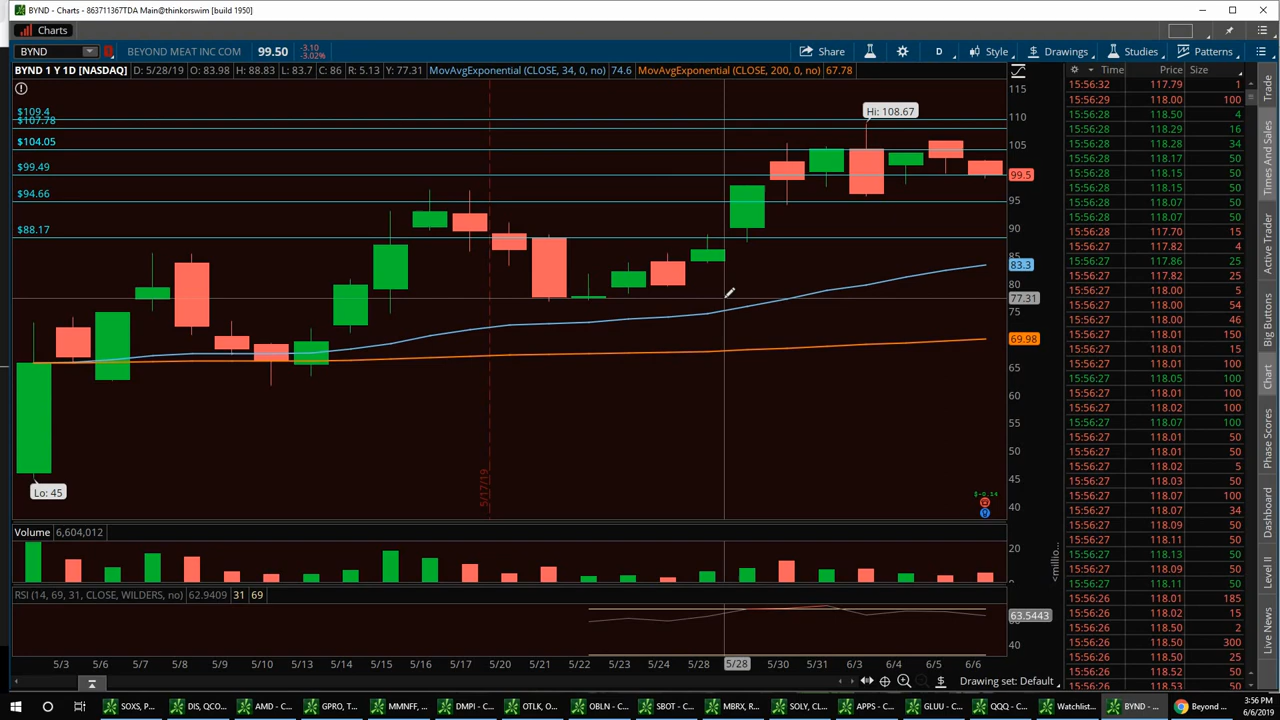 BYND - Charts - 863711367TDA Main@thinkorswim [build 1950]
Charts
BYND BEYOND MEAT INC COM 99.50 -3.10 -3.02% Share D Style Drawings Studies Patterns
BYND 1 Y 1D [NASDAQ] D: 5/28/19 O: 83.98 H: 88.83 L: 83.7 C: 86 R: 5.13 Y: 77.31 MovAvgExponential (CLOSE, 34, 0, no) 74.6 MovAvgExponential (CLOSE, 200, 0, no) 67.78
$109.4
$107.78
$104.05
$99.49
$94.66
$88.17
Hi: 108.67
Lo: 45
5/17/19
$-0.14
115
110
105
99.5
95
90
85
83.3
80
77.31
75
69.98
65
60
55
50
45
40
Volume 6,604,012
20
<millio...
RSI (14, 69, 31, CLOSE, WILDERS, no) 62.9409 31 69
63.5443
40
5/3 5/6 5/7 5/8 5/9 5/10 5/13 5/14 5/15 5/16 5/17 5/20 5/21 5/22 5/23 5/24 5/28 5/28 5/30 5/31 6/3 6/4 6/5 6/6
Drawing set: Default
Time Price Size
15:56:32 117.79 1
15:56:29 118.00 100
15:56:28 118.50 4
15:56:28 118.29 16
15:56:28 118.28 34
15:56:28 118.17 50
15:56:28 118.15 50
15:56:28 118.15 50
15:56:28 118.07 50
15:56:28 118.07 50
15:56:27 117.70 15
15:56:27 117.82 4
15:56:27 117.86 25
15:56:27 117.82 25
15:56:27 118.00 5
15:56:27 118.00 54
15:56:27 118.00 46
15:56:27 118.01 150
15:56:27 118.01 15
15:56:27 118.05 100
15:56:27 118.01 100
15:56:27 118.02 100
15:56:27 118.01 50
15:56:27 118.01 50
15:56:27 118.02 5
15:56:27 118.03 50
15:56:27 118.07 100
15:56:27 118.07 34
15:56:27 118.09 50
15:56:27 118.11 50
15:56:27 118.13 50
15:56:27 118.09 50
15:56:27 118.11 50
15:56:26 118.01 185
15:56:26 118.02 15
15:56:26 118.50 2
15:56:26 118.50 300
15:56:26 118.50 25
15:56:26 118.52 50
15:56:26 118.53 50
Trade
Times And Sales
Active Trader
Big Buttons
Chart
Phase Scores
Dashboard
Level II
Live News
SOXS, P...
DIS, QCO...
AMD - C...
GPRO, T...
MMNFF, ...
DMPI - C...
OTLK, S...
OBLN - C...
SBOT - C...
MBRX, R...
SOLY, C...
APPS - C...
GLUU - C...
QQQ - C...
Watchlist...
BYND - ...
Beyond ...
3:56 PM
6/6/2019